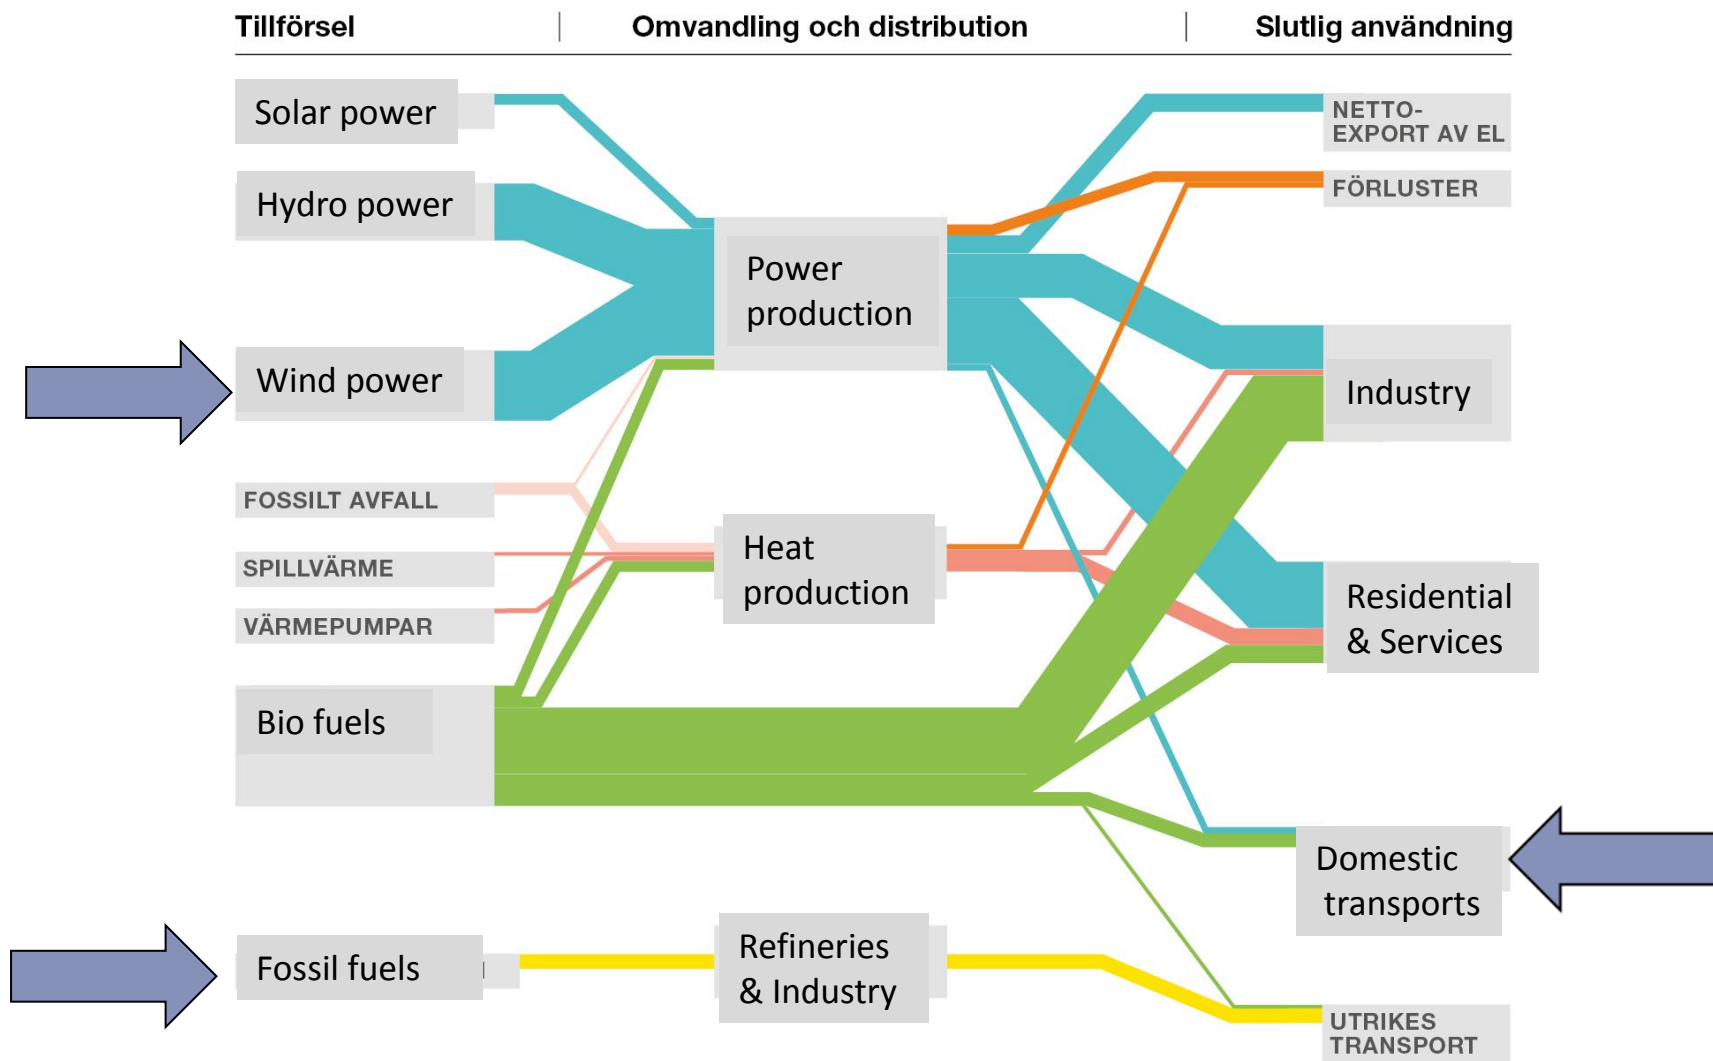 Tillförsel
Omvandling och distribution
Slutlig användning
Solar power
Hydro power
Wind power
FOSSILT AVFALL
SPILLVÄRME
VÄRMEPUMPAR
Bio fuels
Fossil fuels
Power
production
Heat
production
Refineries
& Industry
NETTO-
EXPORT AV EL
FÖRLUSTER
Industry
Residential
& Services
Domestic
transports
UTRIKES
TRANSPORT